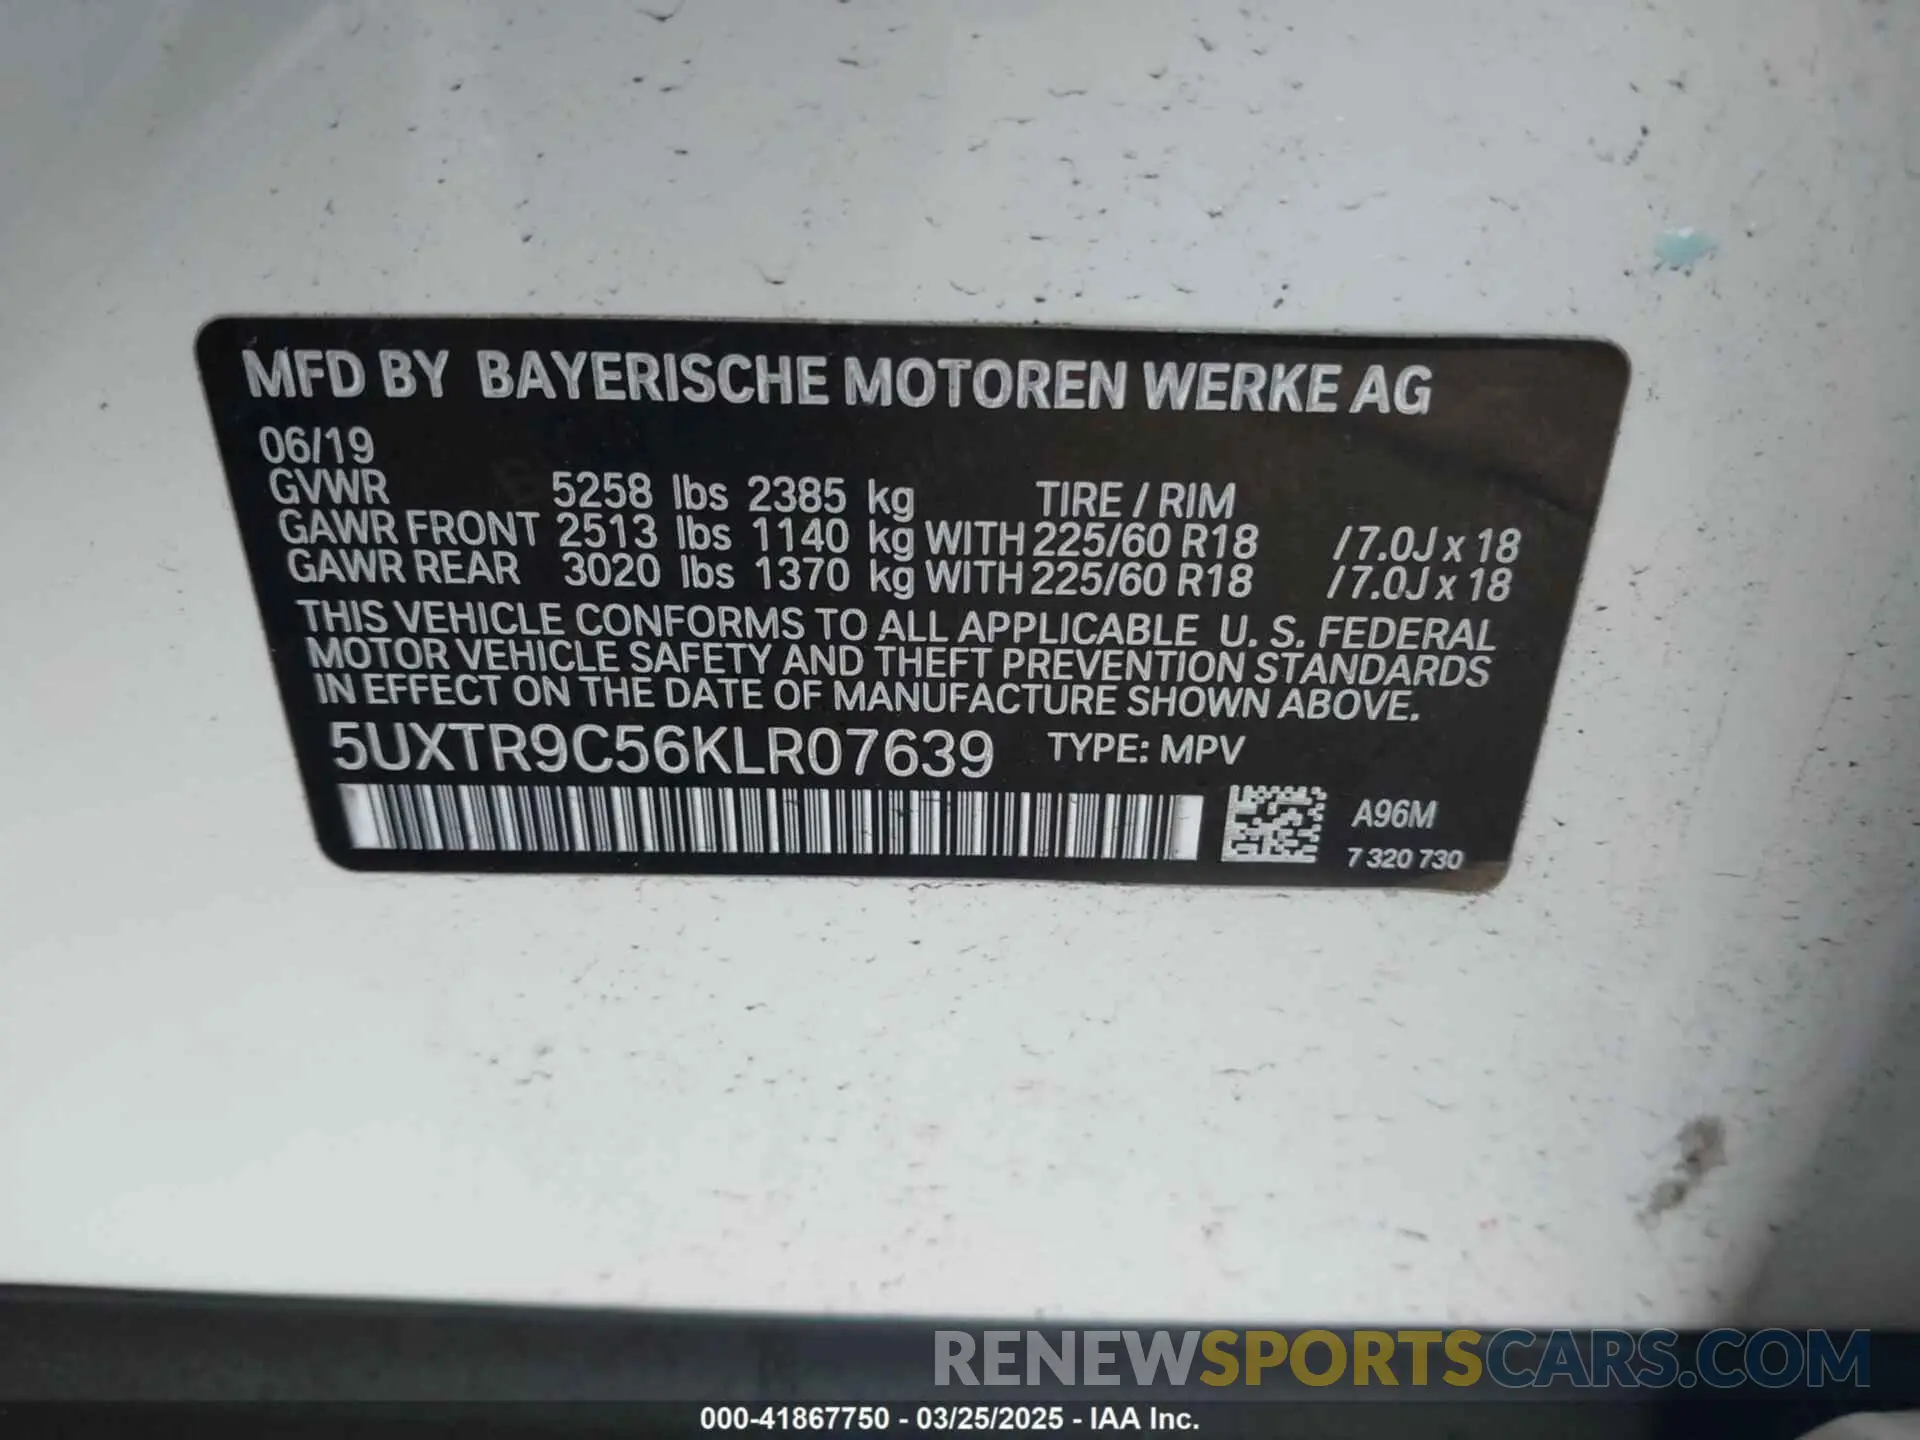 MFD BY BAYERISCHE MOTOREN WERKE AG
06/19
GVWR 5258 lbs 2385 kg TIRE / RIM
GAWR FRONT 2513 lbs 1140 kg WITH 225/60 R18 /7.0J x 18
GAWR REAR 3020 lbs 1370 kg WITH 225/60 R18 /7.0J x 18
THIS VEHICLE CONFORMS TO ALL APPLICABLE U. S. FEDERAL
MOTOR VEHICLE SAFETY AND THEFT PREVENTION STANDARDS
IN EFFECT ON THE DATE OF MANUFACTURE SHOWN ABOVE.
5UXTR9C56KLR07639 TYPE: MPV
A96M
7 320 730
RENEWSPORTSCARS.COM
000-41867750 - 03/25/2025 - IAA Inc.